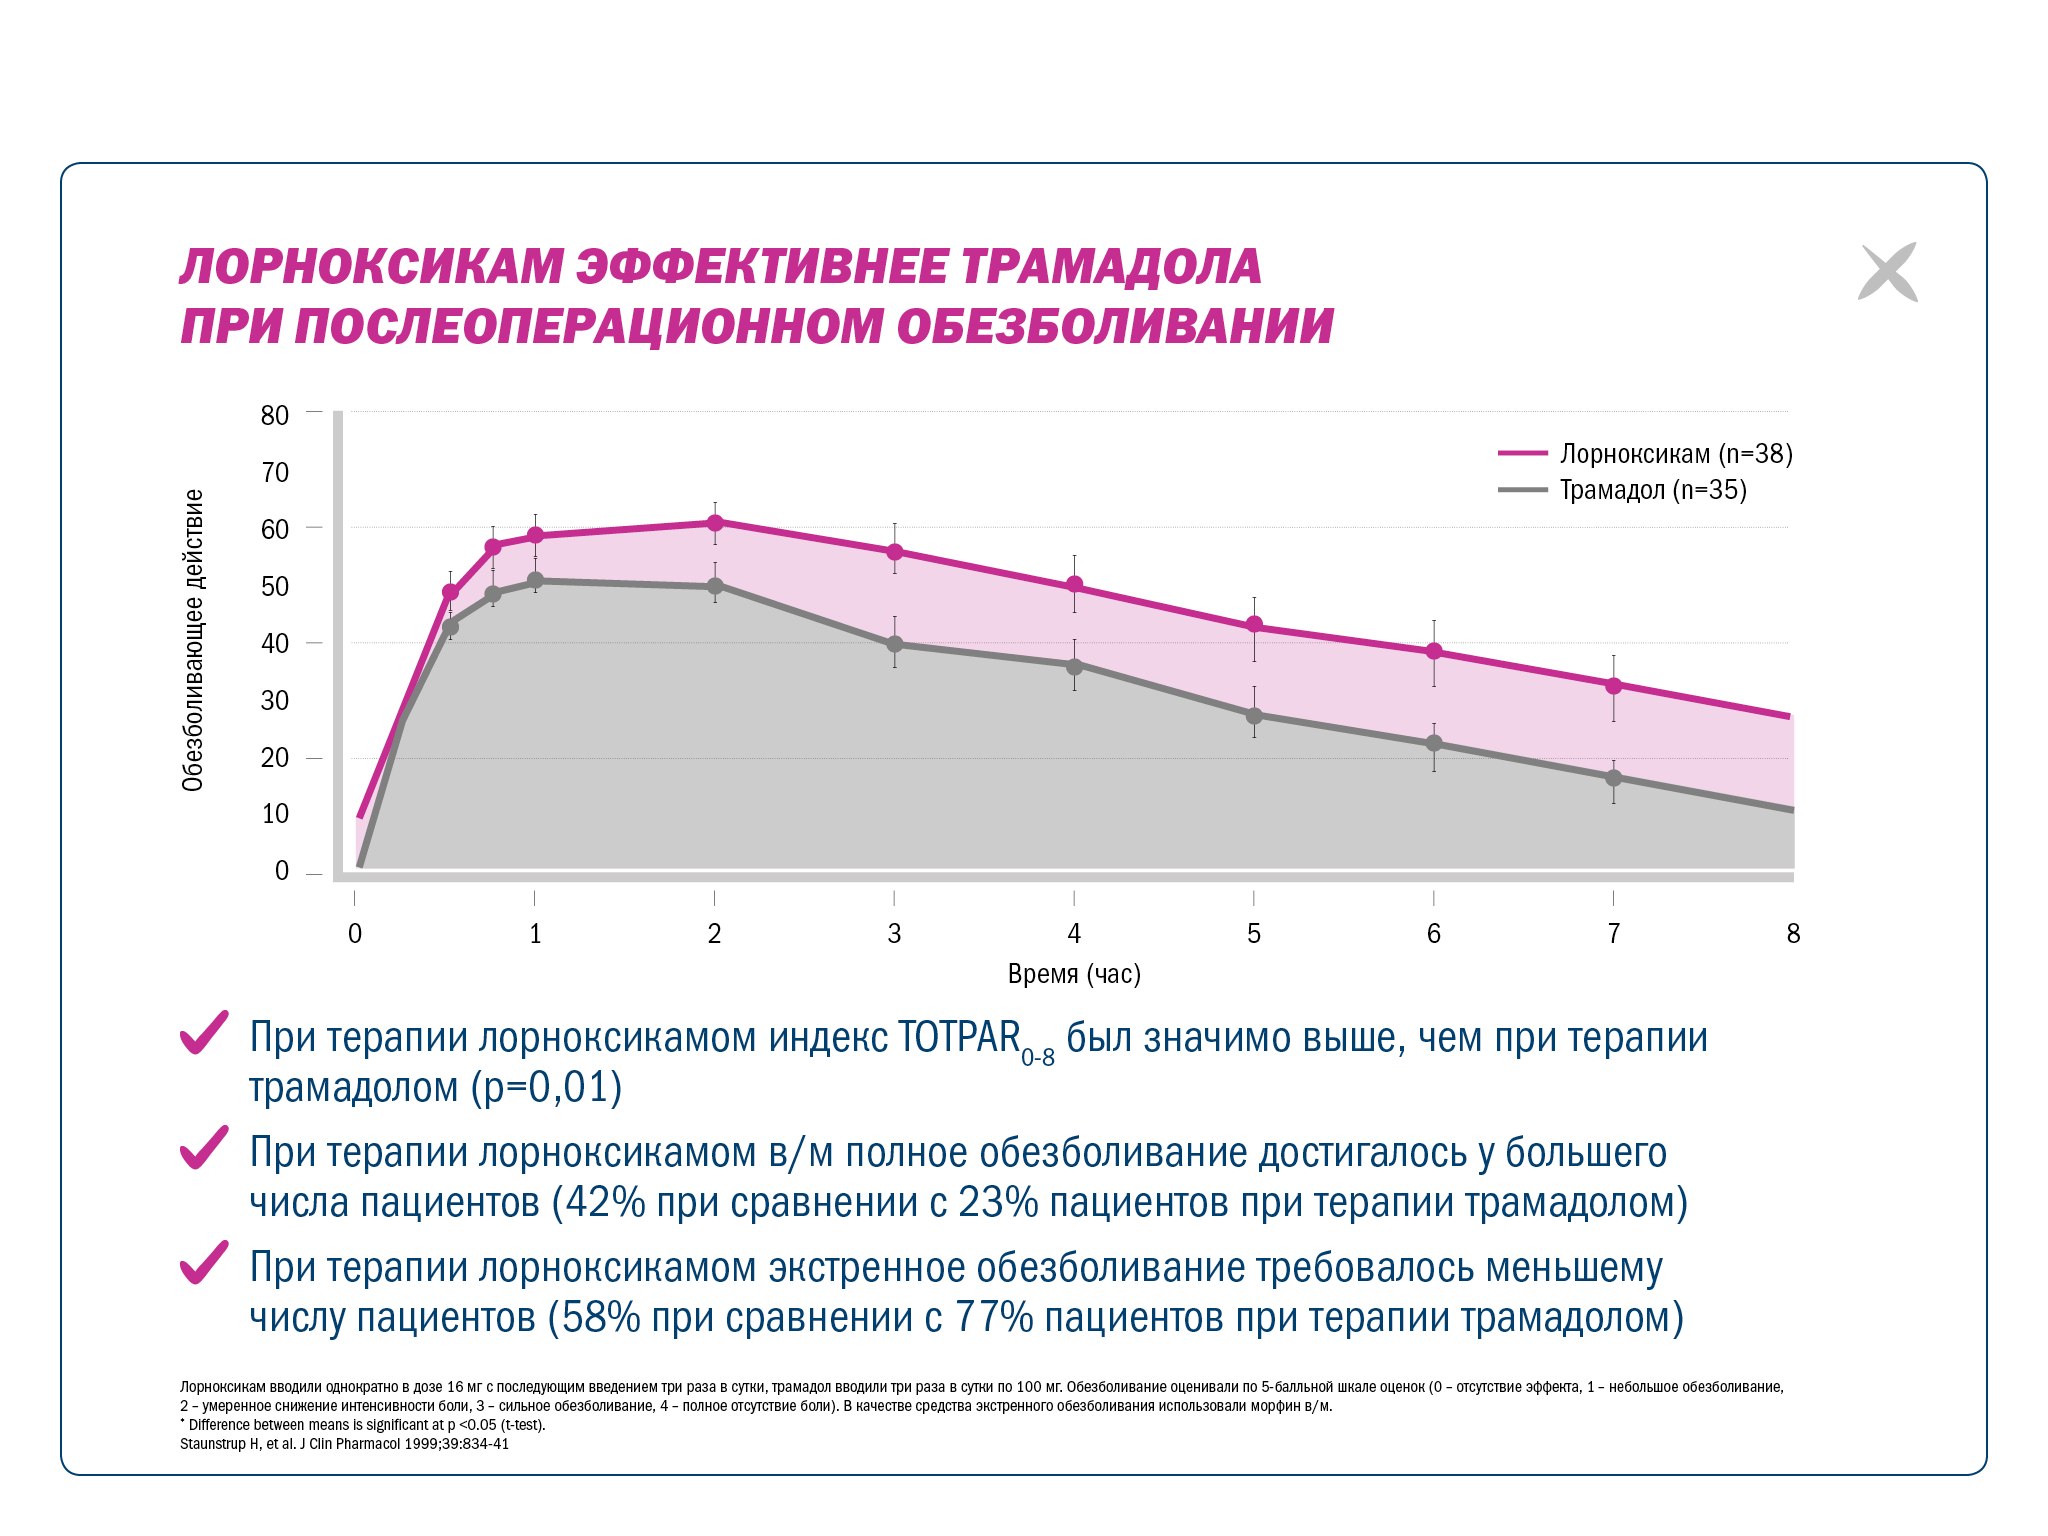 ЛОРНОКСИКАМ ЭФФЕКТИВНЕЕ ТРАМАДОЛА
ПРИ ПОСЛЕОПЕРАЦИОННОМ ОБЕЗБОЛИВАНИИ
Обезболивающее действие
80
70
60
50
40
30
20
10
0
Лорноксикам (n=38)
Трамадол (n=35)
0 1 2 3 4 5 6 7 8
Время (час)
При терапии лорноксикамом индекс TOTPAR0-8 был значимо выше, чем при терапии
трамадолом (p=0,01)
При терапии лорноксикамом в/м полное обезболивание достигалось у большего
числа пациентов (42% при сравнении с 23% пациентов при терапии трамадолом)
При терапии лорноксикамом экстренное обезболивание требовалось меньшему
числу пациентов (58% при сравнении с 77% пациентов при терапии трамадолом)
Лорноксикам вводили однократно в дозе 16 мг с последующим введением три раза в сутки, трамадол вводили три раза в сутки по 100 мг. Обезболивание оценивали по 5-балльной шкале оценок (0 – отсутствие эффекта, 1 – небольшое обезболивание,
2 – умеренное снижение интенсивности боли, 3 – сильное обезболивание, 4 – полное отсутствие боли). В качестве средства экстренного обезболивания использовали морфин в/м.
* Difference between means is significant at p <0.05 (t-test).
Staunstrup H, et al. J Clin Pharmacol 1999;39:834-41